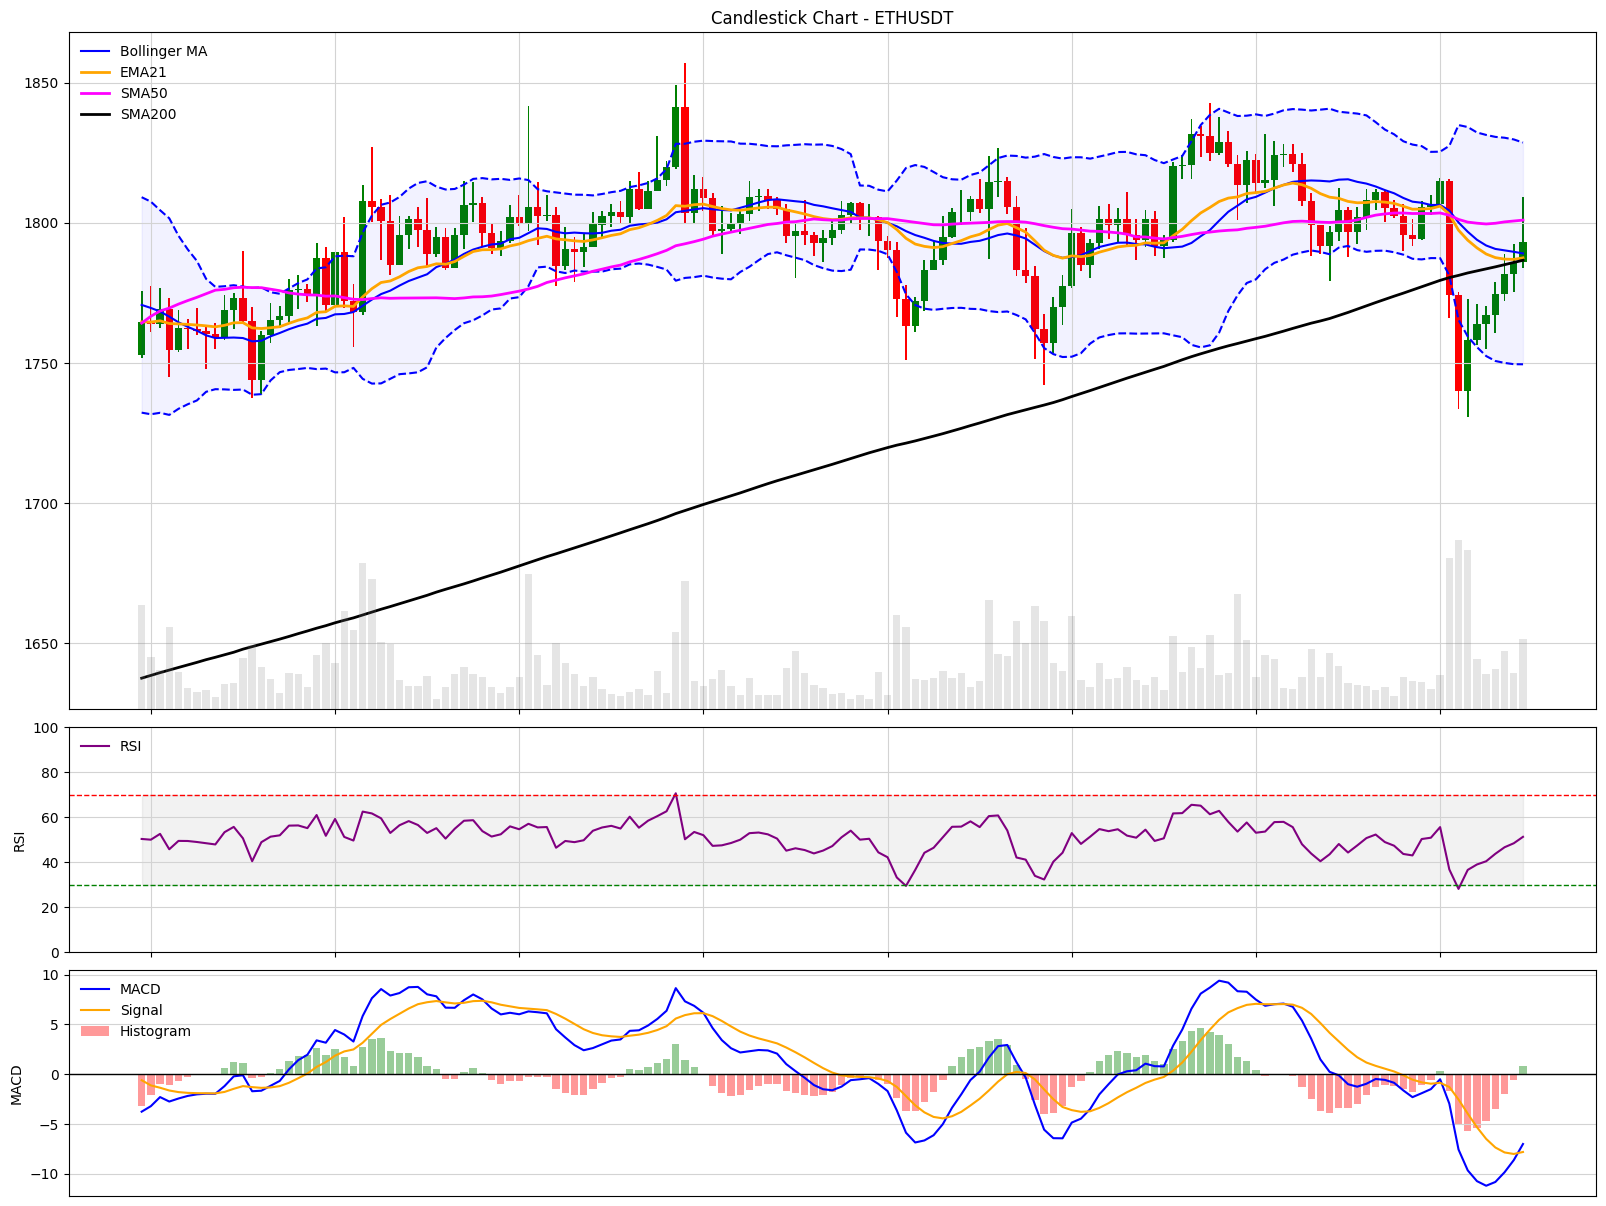 Candlestick Chart - ETHUSDT
Bollinger MA
EMA21
SMA50
SMA200
1850
1800
1750
1700
1650
RSI
RSI
100
80
60
40
20
0
MACD
Signal
Histogram
MACD
10
5
0
−5
−10